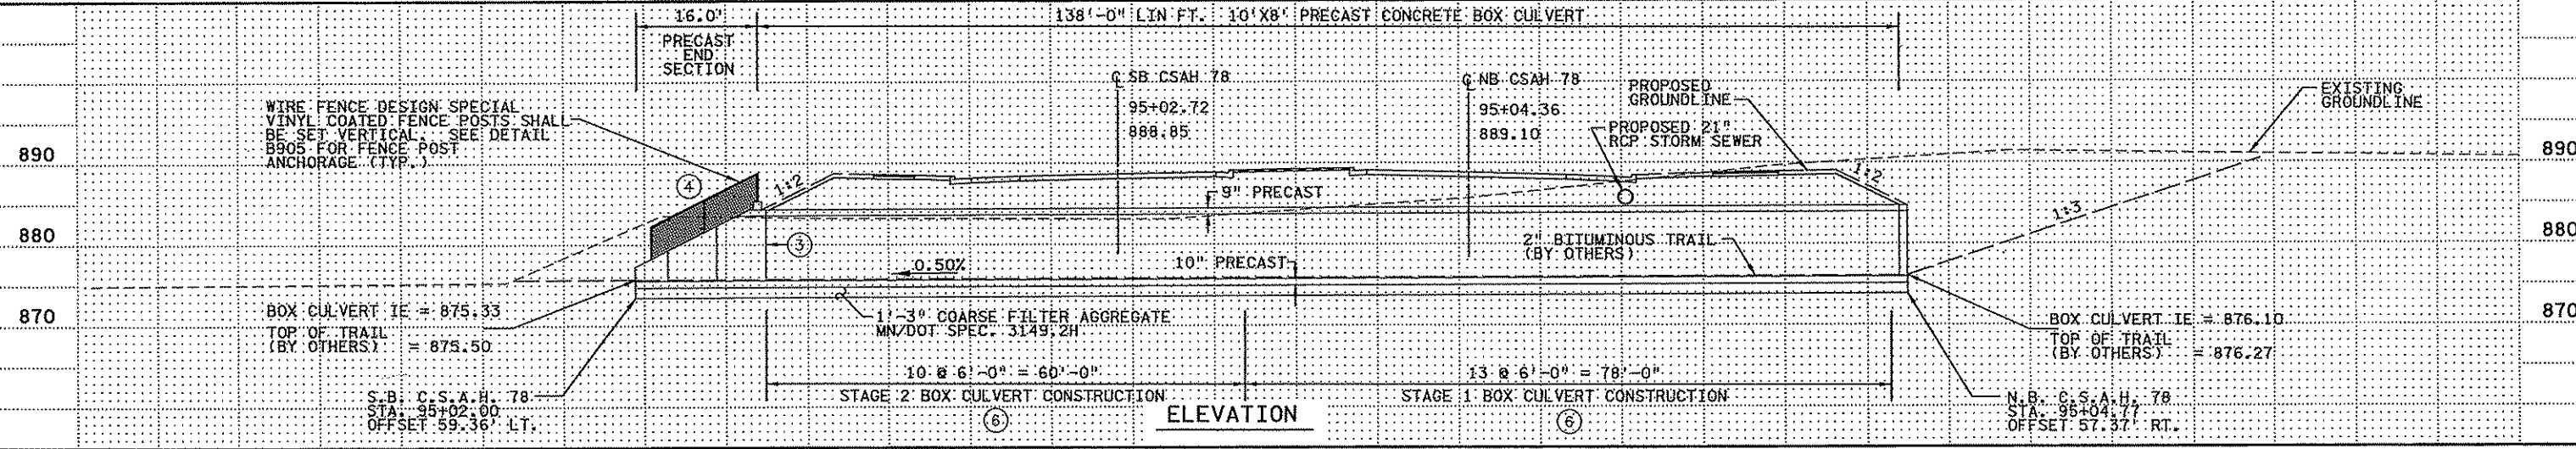 16.0'
138'-0" LIN FT. 10'X8' PRECAST CONCRETE BOX CULVERT
PRECAST
END
SECTION
℄ SB CSAH 78
95+02.72
888.85
℄ NB CSAH 78
95+04.36
889.10
PROPOSED
GROUNDLINE
PROPOSED 21"
RCP STORM SEWER
EXISTING
GROUNDLINE
WIRE FENCE DESIGN SPECIAL
VINYL COATED FENCE POSTS SHALL
BE SET VERTICAL. SEE DETAIL
B905 FOR FENCE POST
ANCHORAGE (TYP.)
890
880
870
890
880
870
4
1:2
9" PRECAST
1:2
1:3
3
2" BITUMINOUS TRAIL
(BY OTHERS)
0.50%
10" PRECAST
BOX CULVERT IE = 875.33
TOP OF TRAIL
(BY OTHERS) = 875.50
1'-3" COARSE FILTER AGGREGATE
MN/DOT SPEC. 3149.2H
BOX CULVERT IE = 876.10
TOP OF TRAIL
(BY OTHERS) = 876.27
10 @ 6'-0" = 60'-0"
13 @ 6'-0" = 78'-0"
STAGE 2 BOX CULVERT CONSTRUCTION
STAGE 1 BOX CULVERT CONSTRUCTION
6
6
ELEVATION
S.B. C.S.A.H. 78
STA. 95+02.00
OFFSET 59.36' LT.
N.B. C.S.A.H. 78
STA. 95+04.77
OFFSET 57.37' RT.